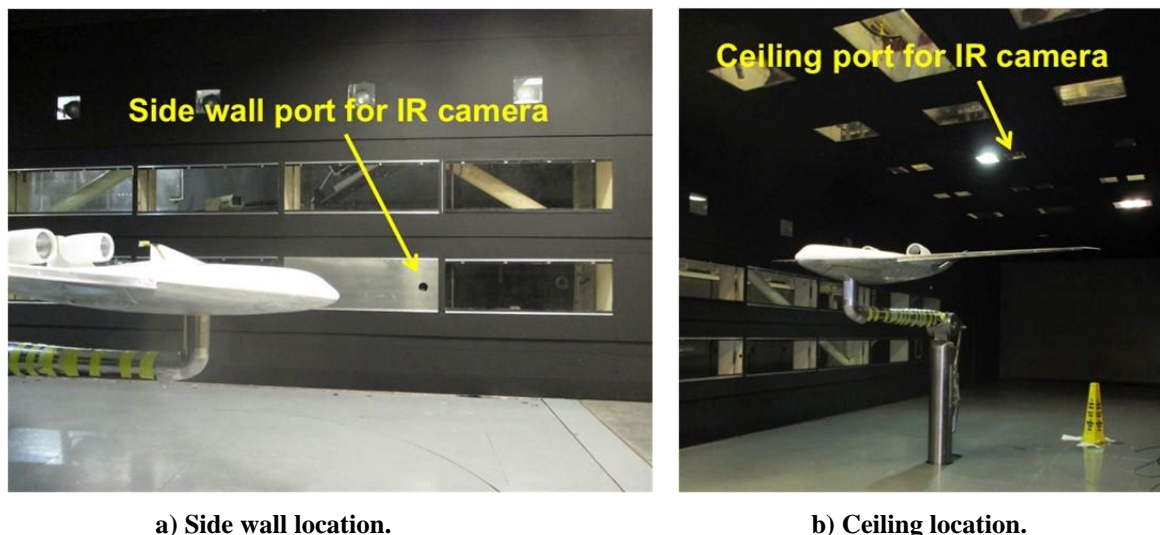 Side wall port for IR camera
Ceiling port for IR camera
a) Side wall location.
b) Ceiling location.